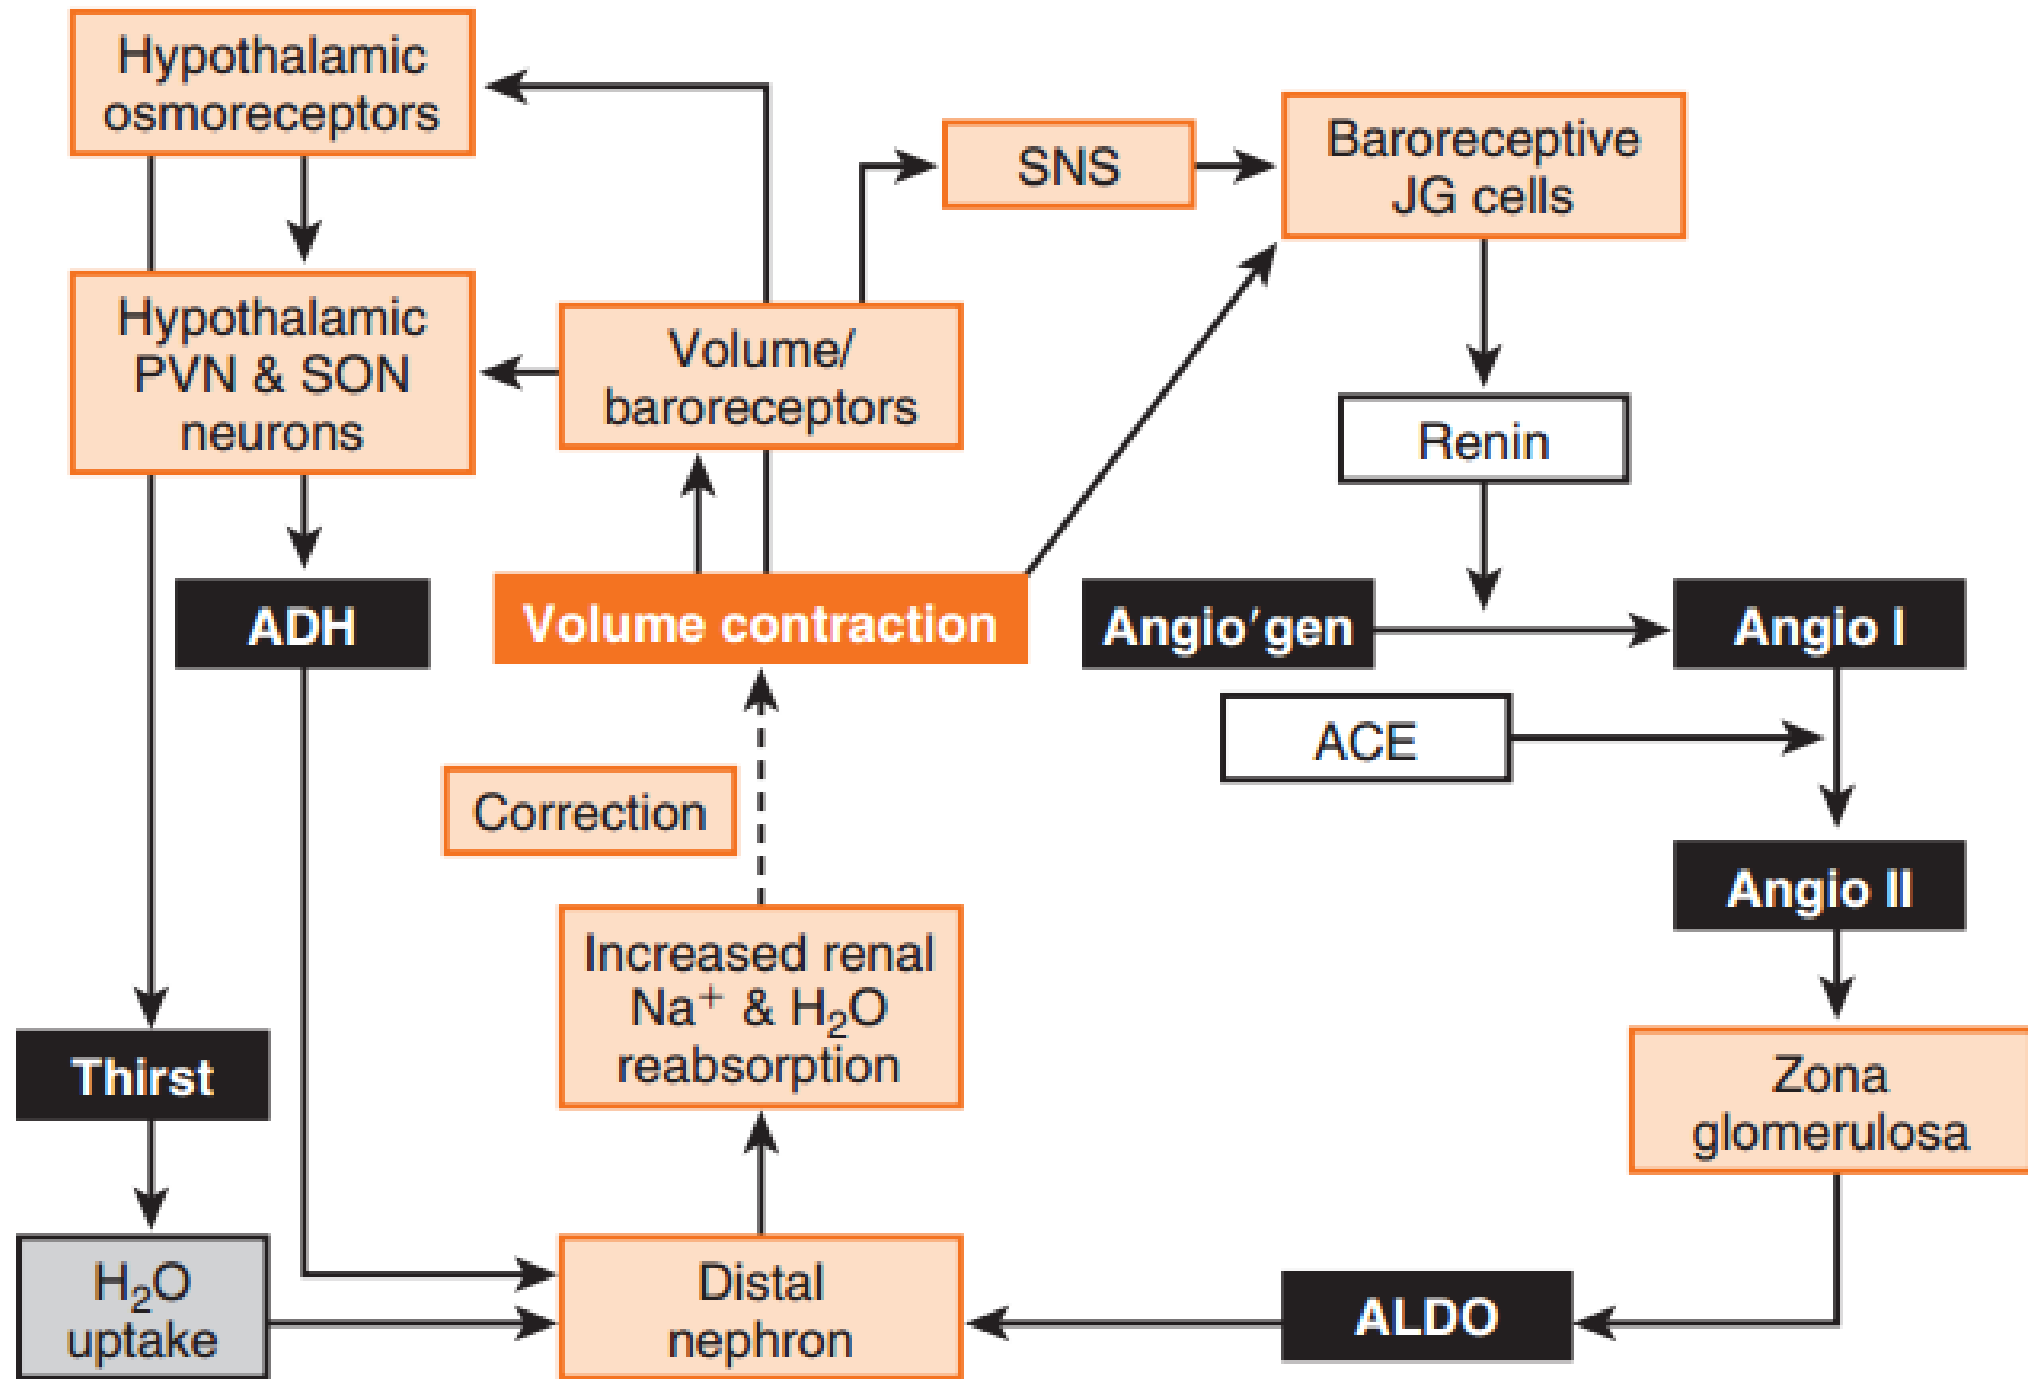 Hypothalamic
osmoreceptors
SNS
Baroreceptive
JG cells
Hypothalamic
PVN & SON
neurons
Volume/
baroreceptors
Renin
ADH
Volume contraction
Angio′gen
Angio I
ACE
Correction
Angio II
Increased renal
Na⁺ & H₂O
reabsorption
Thirst
Zona
glomerulosa
H₂O
uptake
Distal
nephron
ALDO